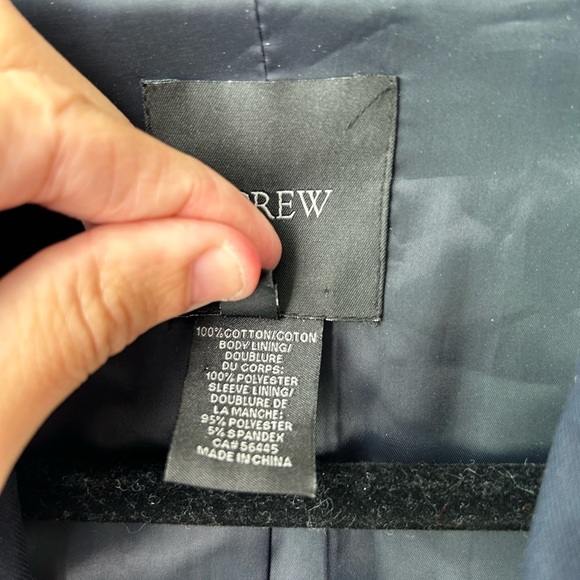 REW
100%COTTON/COTON
BODY LINING/
DOUBLURE
DU CORPS:
100% POLYESTER
SLEEVE LINING/
DOUBLURE DE
LA MANCHE:
95% POLYESTER
5% SPANDEX
CA# 56445
MADE IN CHINA